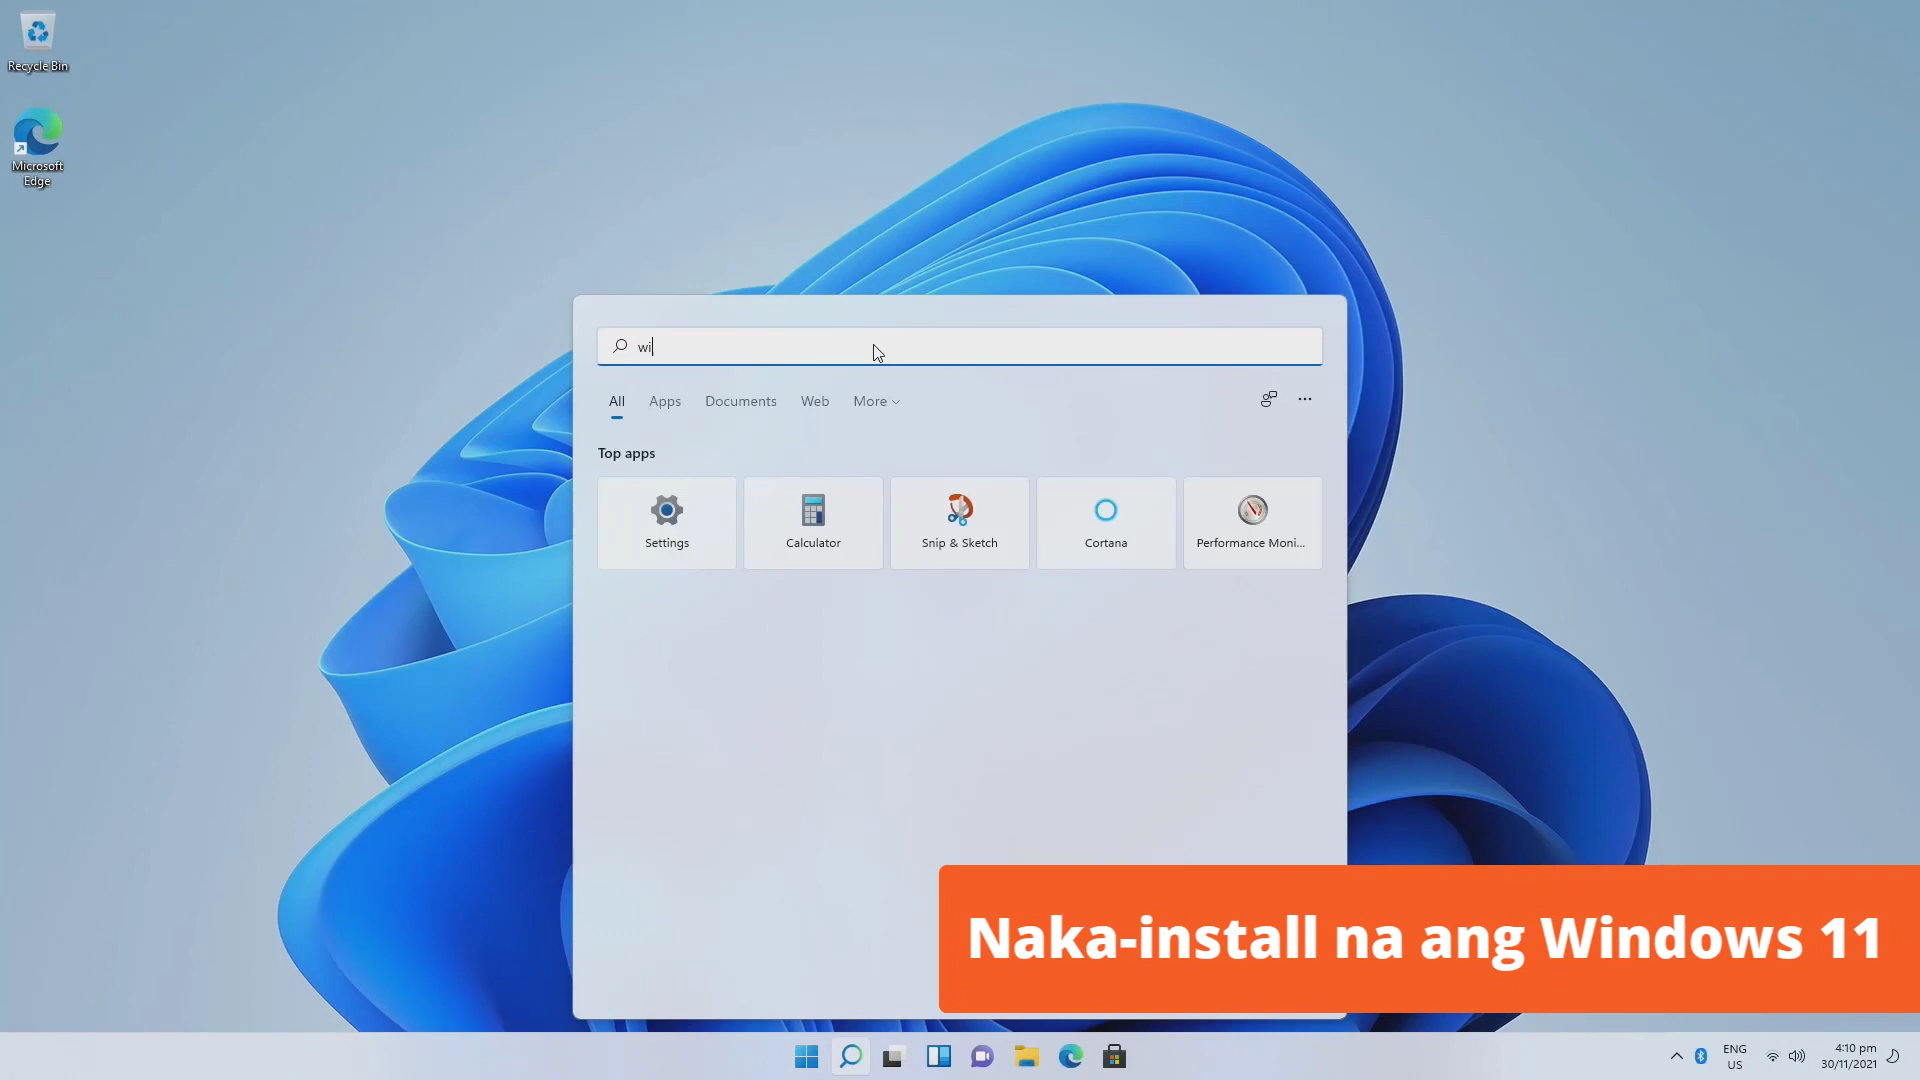 Recycle Bin
Microsoft
Edge
wi
All Apps Documents Web More
Top apps
Settings Calculator Snip & Sketch Cortana Performance Moni...
Naka-install na ang Windows 11
ENG
US
4:10 pm
30/11/2021